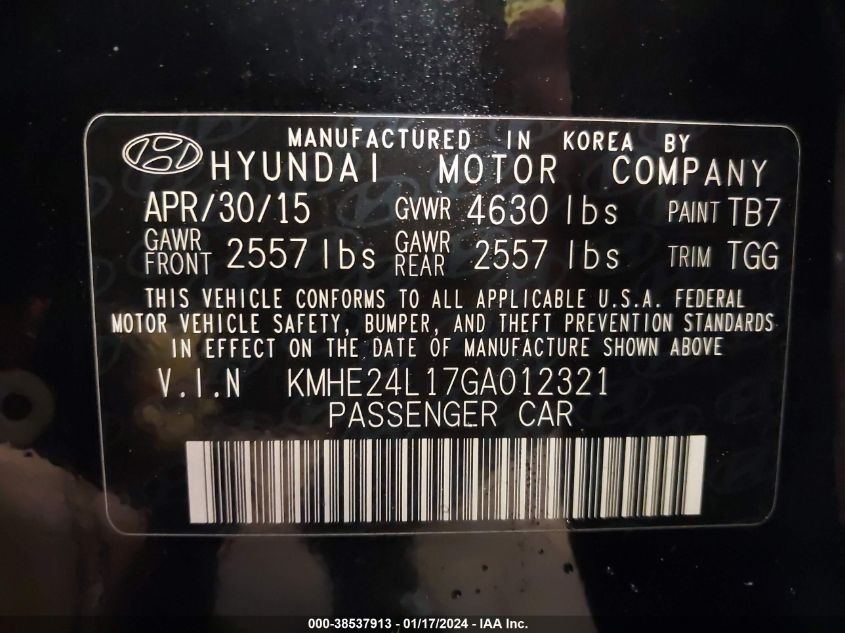 MANUFACTURED IN KOREA BY
HYUNDAI MOTOR COMPANY
APR/30/15 GVWR 4630 lbs PAINT TB7
GAWR FRONT 2557 lbs GAWR REAR 2557 lbs TRIM TGG
THIS VEHICLE CONFORMS TO ALL APPLICABLE U.S.A. FEDERAL
MOTOR VEHICLE SAFETY, BUMPER, AND THEFT PREVENTION STANDARDS
IN EFFECT ON THE DATE OF MANUFACTURE SHOWN ABOVE
V.I.N KMHE24L17GA012321
PASSENGER CAR
000-38537913 - 01/17/2024 - IAA Inc.